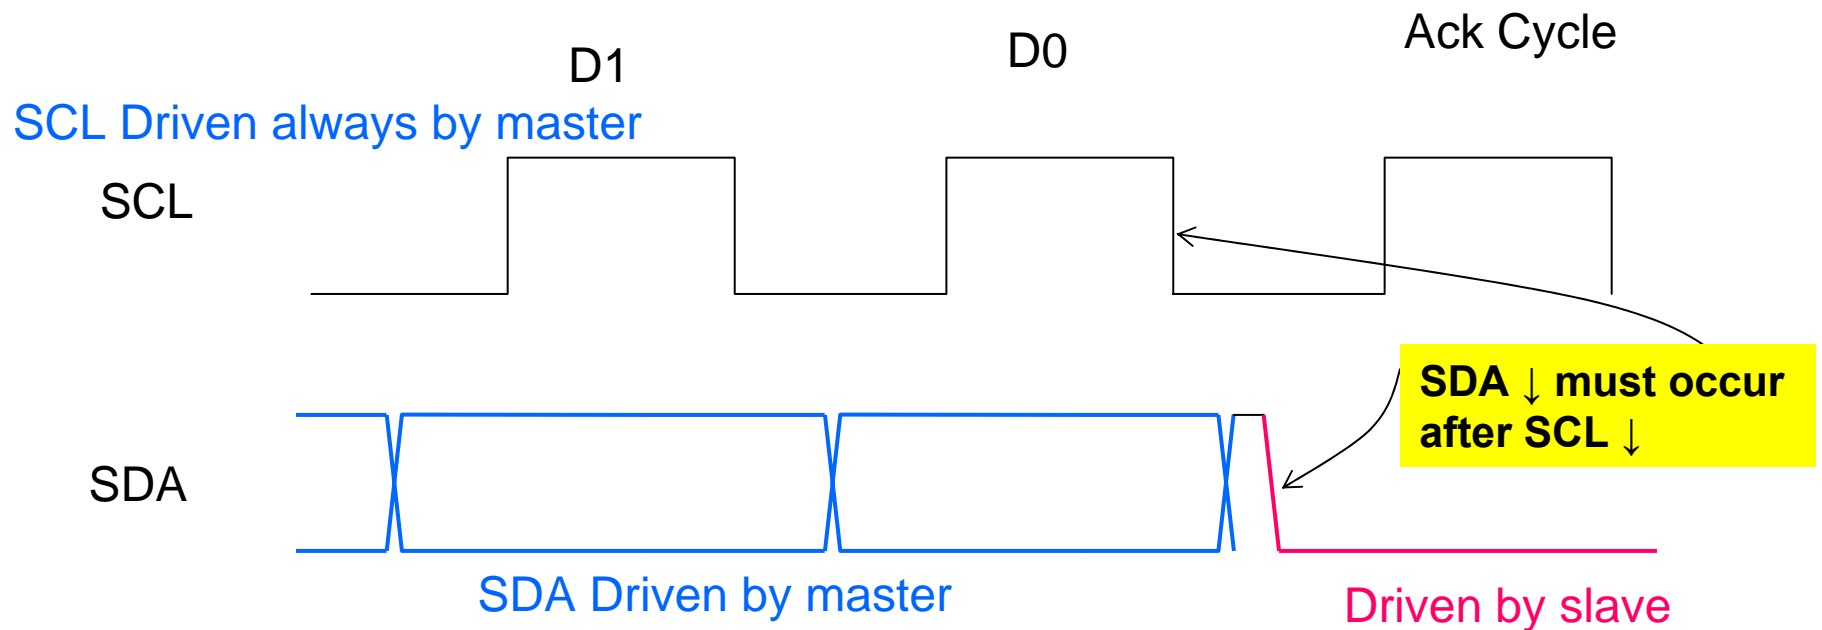 Ack Cycle
D0
D1
SCL Driven always by master
SCL
SDA ↓ must occur
after SCL ↓
SDA
SDA Driven by master
Driven by slave